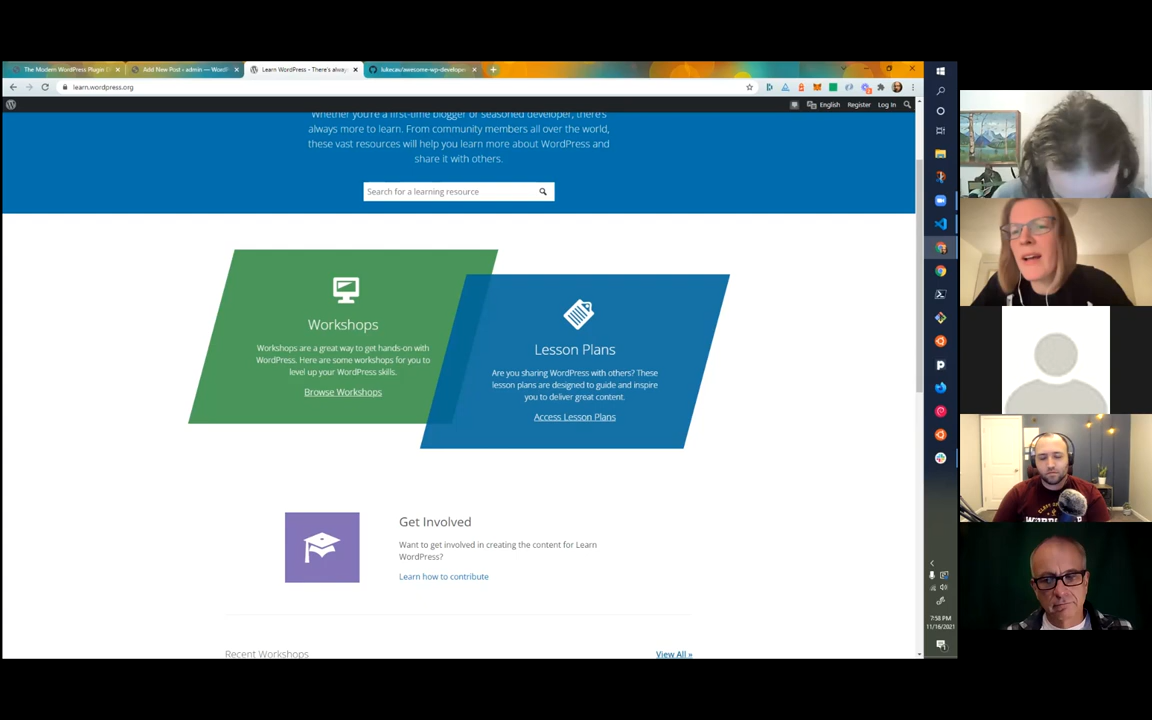 The Modern WordPress Plugin D
Add New Post ‹ admin — WordP
Learn WordPress - There's alway
lukecav/awesome-wp-developer
learn.wordpress.org
English
Register
Log In
Whether you're a first-time blogger or seasoned developer, there's
always more to learn. From community members all over the world,
these vast resources will help you learn more about WordPress and
share it with others.
Search for a learning resource
Workshops
Workshops are a great way to get hands-on with
WordPress. Here are some workshops for you to
level up your WordPress skills.
Browse Workshops
Lesson Plans
Are you sharing WordPress with others? These
lesson plans are designed to guide and inspire
you to deliver great content.
Access Lesson Plans
Get Involved
Want to get involved in creating the content for Learn
WordPress?
Learn how to contribute
Recent Workshops
View All »
7:58 PM
11/16/2021